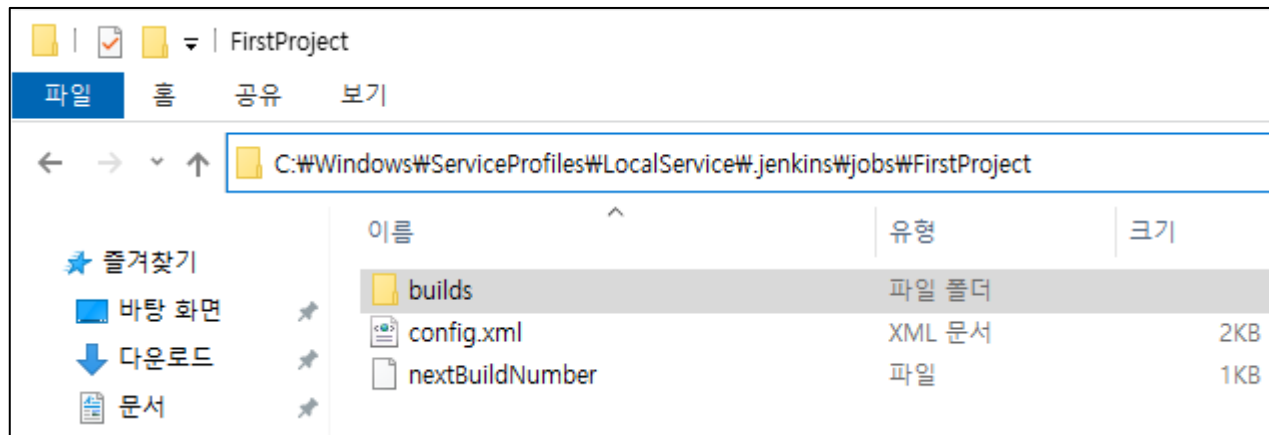 FirstProject
파일 홈 공유 보기
C:₩Windows₩ServiceProfiles₩LocalService₩.jenkins₩jobs₩FirstProject
이름 유형 크기
즐겨찾기
builds 파일 폴더
바탕 화면
config.xml XML 문서 2KB
다운로드
nextBuildNumber 파일 1KB
문서